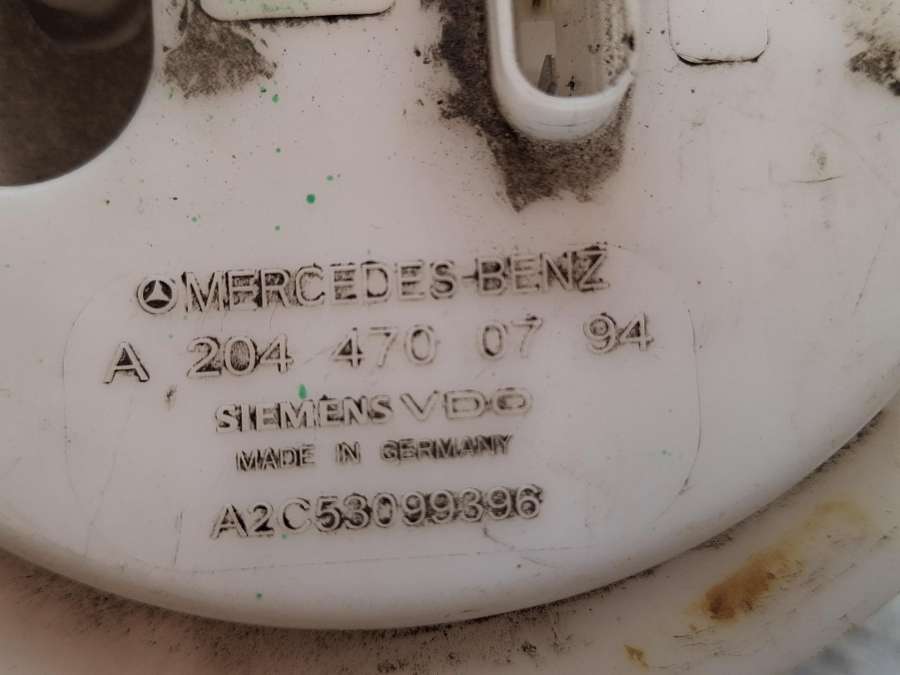 MERCEDES-BENZ
A 204 470 07 94
SIEMENS VDO
MADE IN GERMANY
A2C53099396